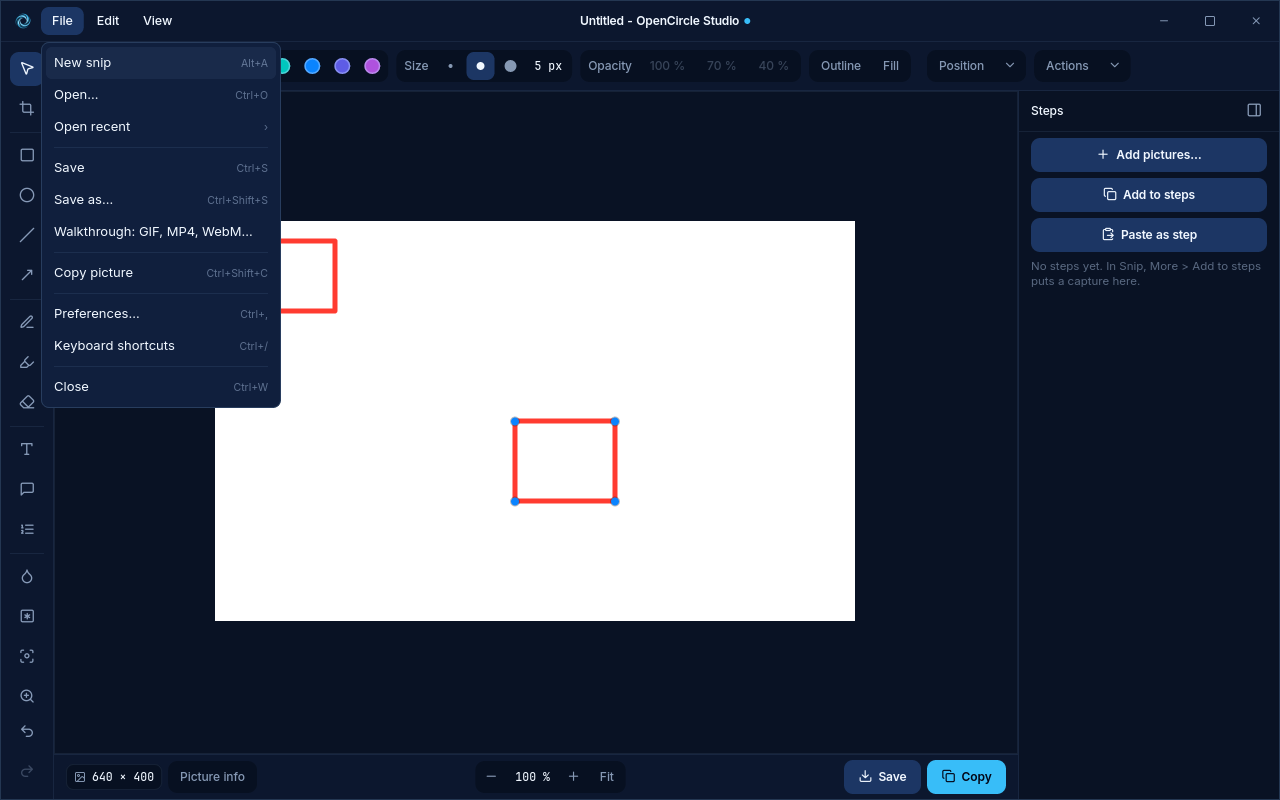 File Edit View
Untitled - OpenCircle Studio
New snip Alt+A
Open... Ctrl+O
Open recent
Save Ctrl+S
Save as... Ctrl+Shift+S
Walkthrough: GIF, MP4, WebM...
Copy picture Ctrl+Shift+C
Preferences... Ctrl+,
Keyboard shortcuts Ctrl+/
Close Ctrl+W
Size 5 px
Opacity 100 % 70 % 40 %
Outline Fill
Position
Actions
Steps
Add pictures...
Add to steps
Paste as step
No steps yet. In Snip, More > Add to steps
puts a capture here.
640 × 400
Picture info
100 %
Fit
Save
Copy